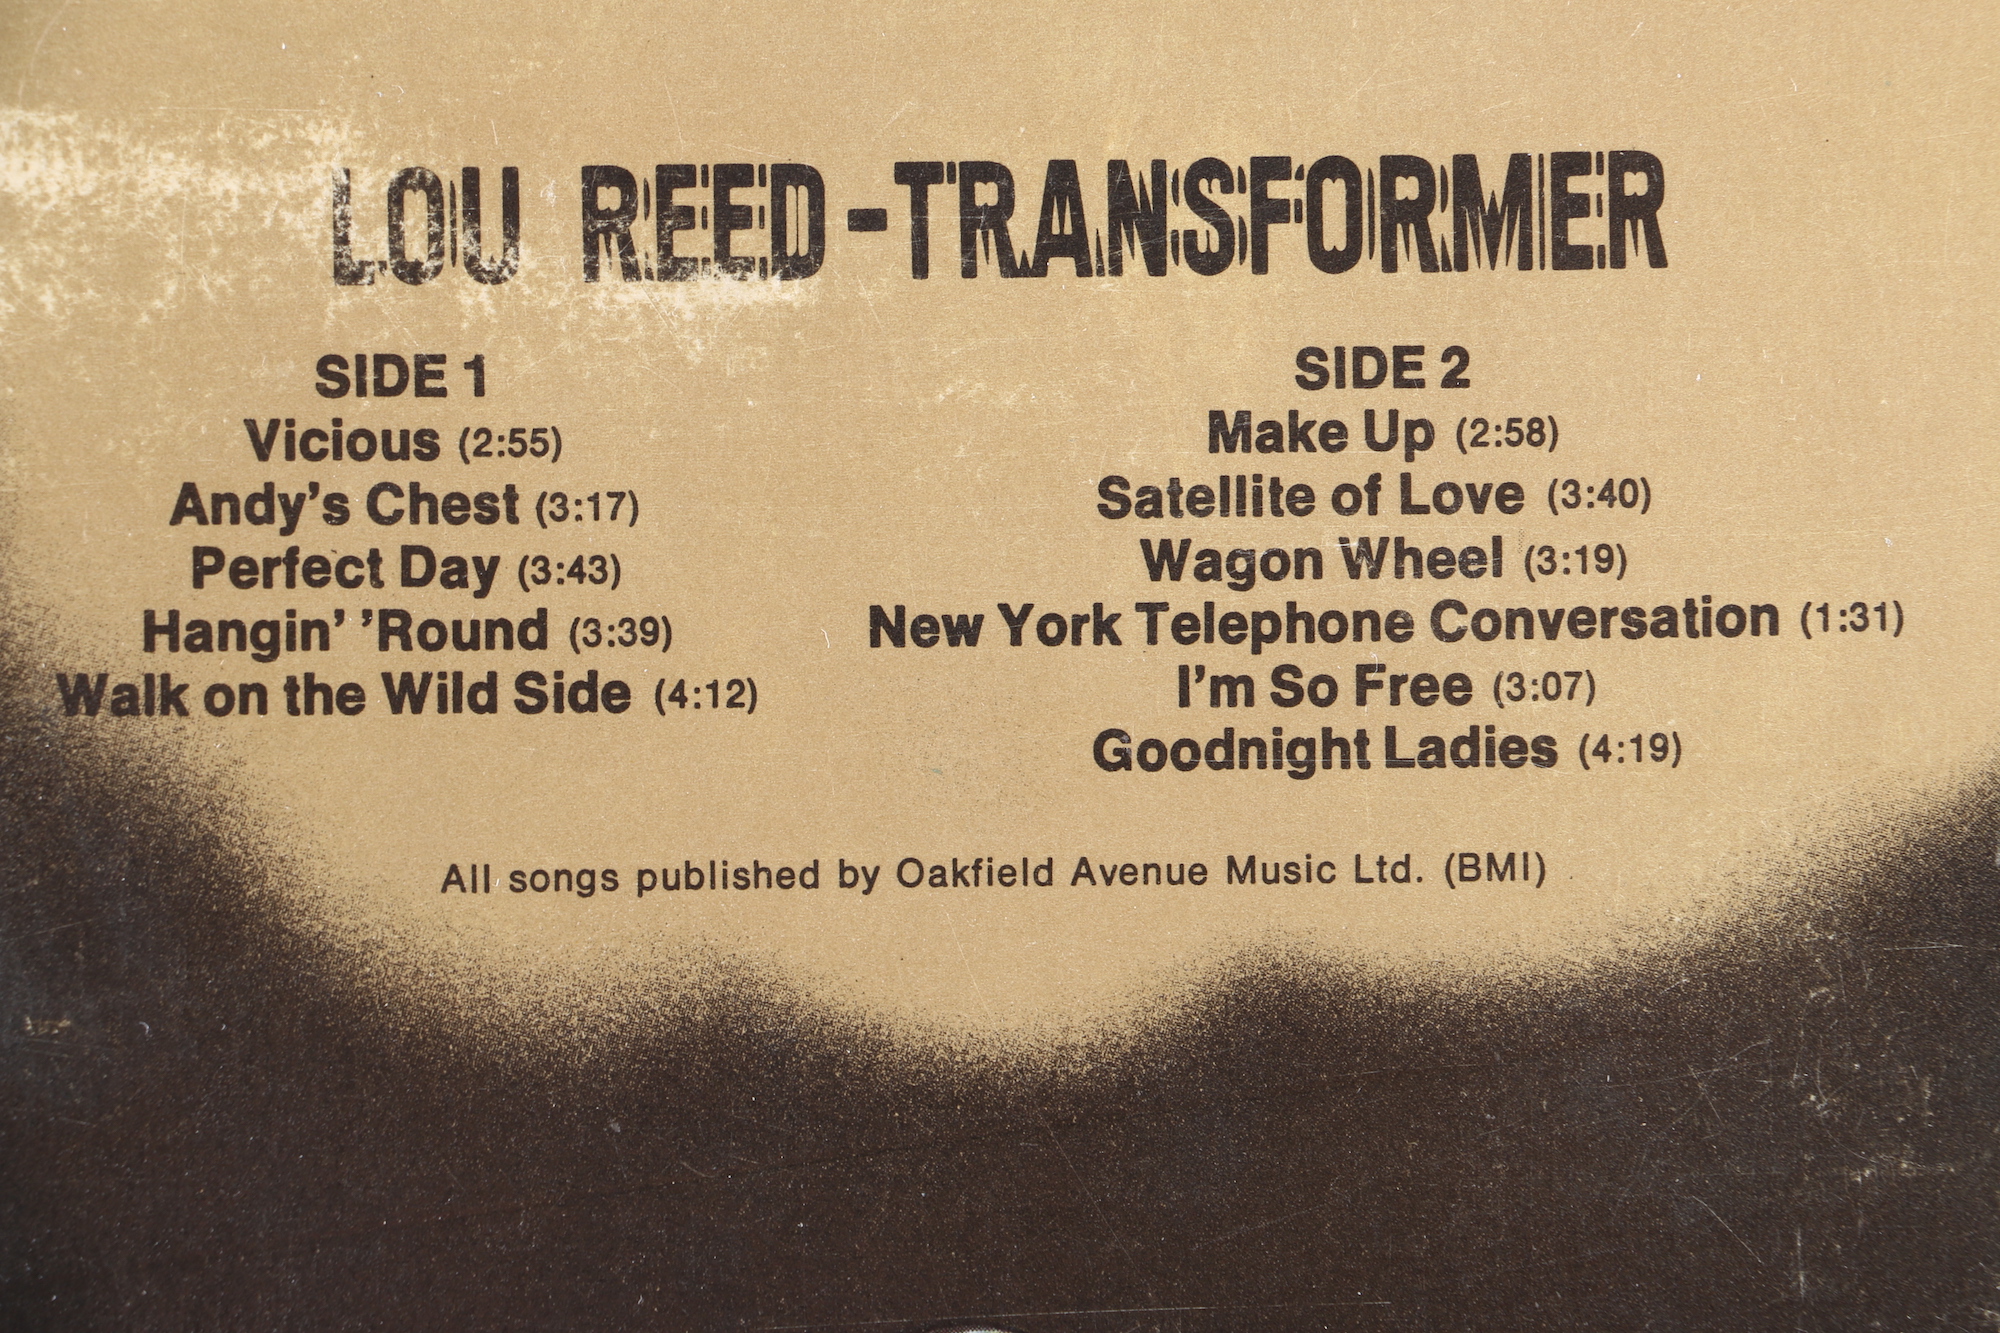 LOU REED-TRANSFORMER
SIDE 1
Vicious (2:55)
Andy's Chest (3:17)
Perfect Day (3:43)
Hangin' 'Round (3:39)
Walk on the Wild Side (4:12)
SIDE 2
Make Up (2:58)
Satellite of Love (3:40)
Wagon Wheel (3:19)
New York Telephone Conversation (1:31)
I'm So Free (3:07)
Goodnight Ladies (4:19)
All songs published by Oakfield Avenue Music Ltd. (BMI)